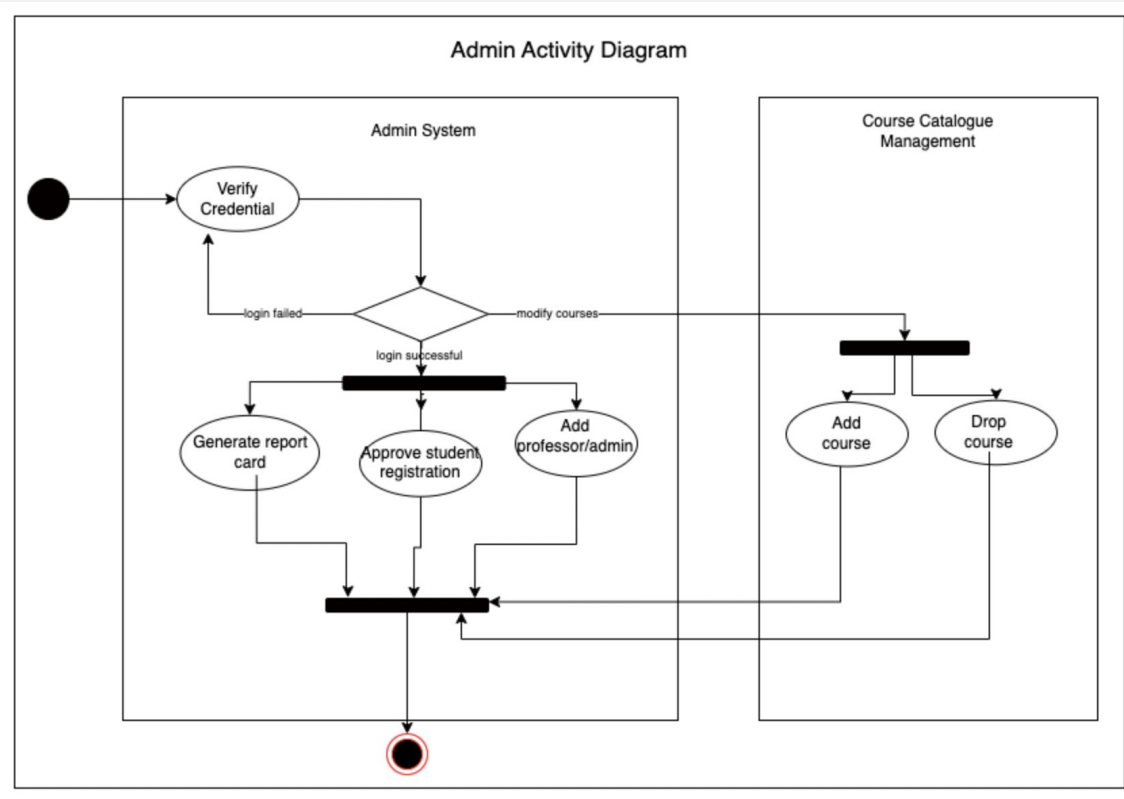 Admin Activity Diagram
Admin System
Course Catalogue
Management
Verify
Credential
login failed
modify courses
login successful
Generate report
card
Approve student
registration
Add
professor/admin
Add
course
Drop
course